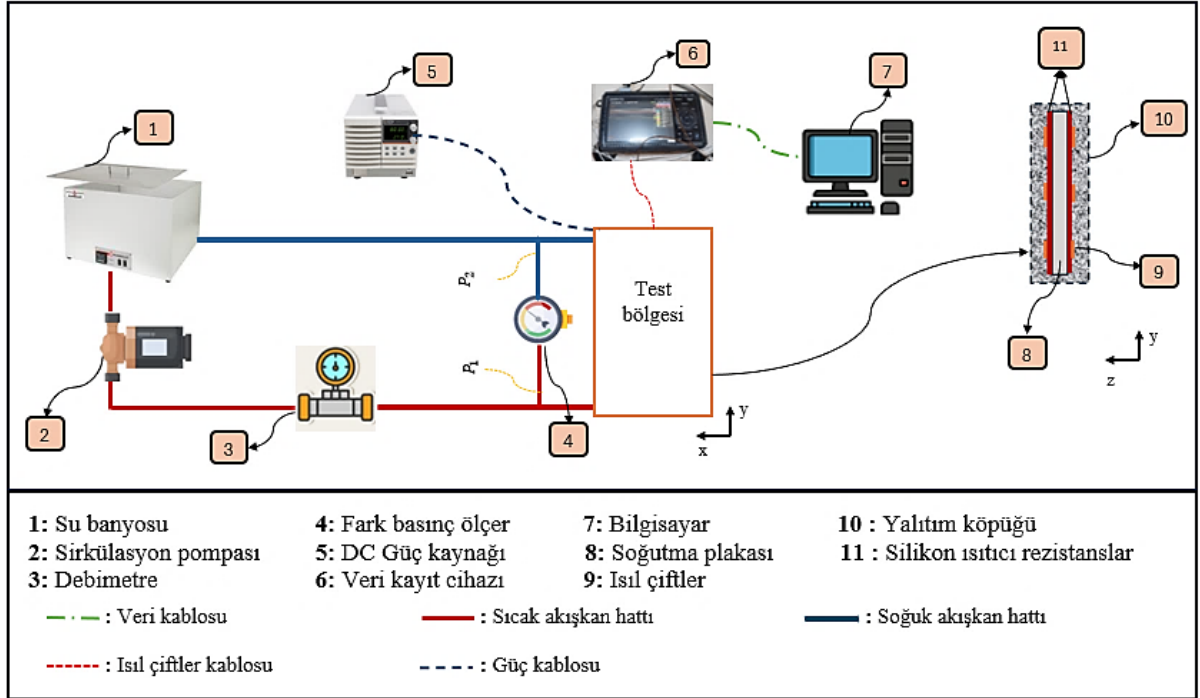 1
5
6
7
11
10
9
8
y
z
P₂
P₁
Test
bölgesi
y
x
2
3
4
1: Su banyosu
2: Sirkülasyon pompası
3: Debimetre
4: Fark basınç ölçer
5: DC Güç kaynağı
6: Veri kayıt cihazı
7: Bilgisayar
8: Soğutma plakası
9: Isıl çiftler
10 : Yalıtım köpüğü
11 : Silikon ısıtıcı rezistanslar
: Veri kablosu
: Sıcak akışkan hattı
: Soğuk akışkan hattı
: Isıl çiftler kablosu
: Güç kablosu